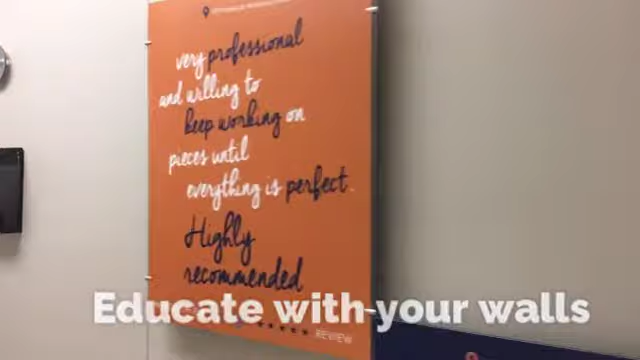 very professional
and willing to
keep working on
pieces until
everything is perfect.
Highly
recommended
REVIEW
Educate with your walls